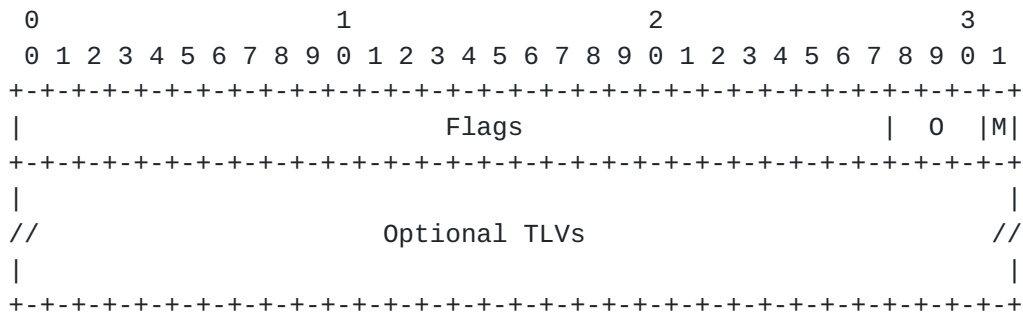 0                   1                   2                   3
 0 1 2 3 4 5 6 7 8 9 0 1 2 3 4 5 6 7 8 9 0 1 2 3 4 5 6 7 8 9 0 1
+-+-+-+-+-+-+-+-+-+-+-+-+-+-+-+-+-+-+-+-+-+-+-+-+-+-+-+-+-+-+-+-+
|                           Flags                       |  O  |M|
+-+-+-+-+-+-+-+-+-+-+-+-+-+-+-+-+-+-+-+-+-+-+-+-+-+-+-+-+-+-+-+-+
|                                                               |
//                      Optional TLVs                          //
|                                                               |
+-+-+-+-+-+-+-+-+-+-+-+-+-+-+-+-+-+-+-+-+-+-+-+-+-+-+-+-+-+-+-+-+